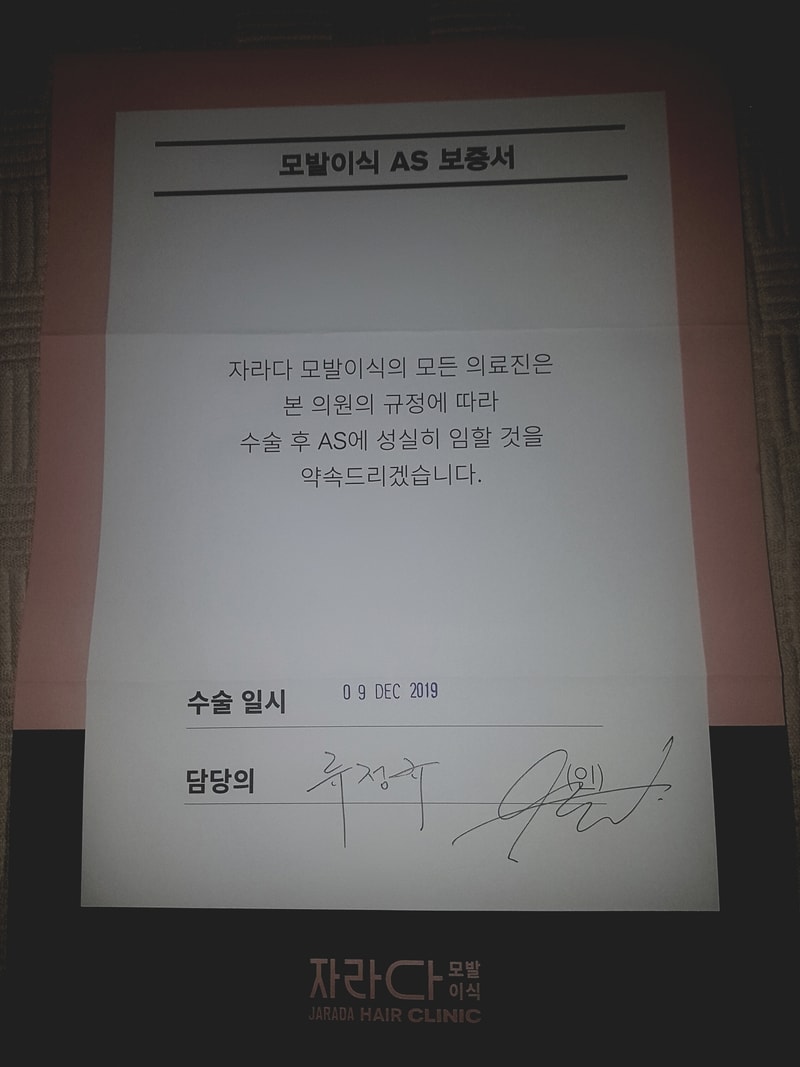 모발이식 AS 보증서
자라다 모발이식의 모든 의료진은
본 의원의 규정에 따라
수술 후 AS에 성실히 임할 것을
약속드리겠습니다.
수술 일시 09 DEC 2019
담당의 류정규 (인)
자라다 모발
이식
JARADA HAIR CLINIC